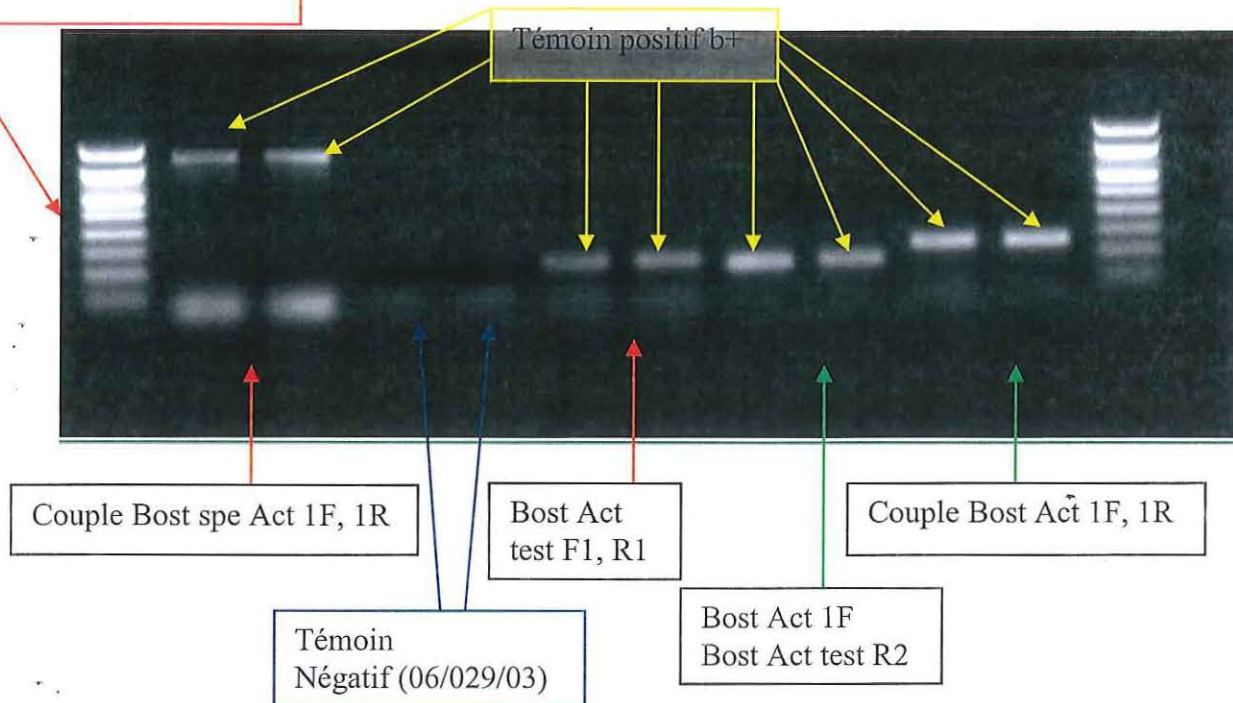 Témoin positif b+
Couple Bost spe Act 1F, 1R
Bost Act
test F1, R1
Couple Bost Act 1F, 1R
Bost Act 1F
Bost Act test R2
Témoin
Négatif (06/029/03)